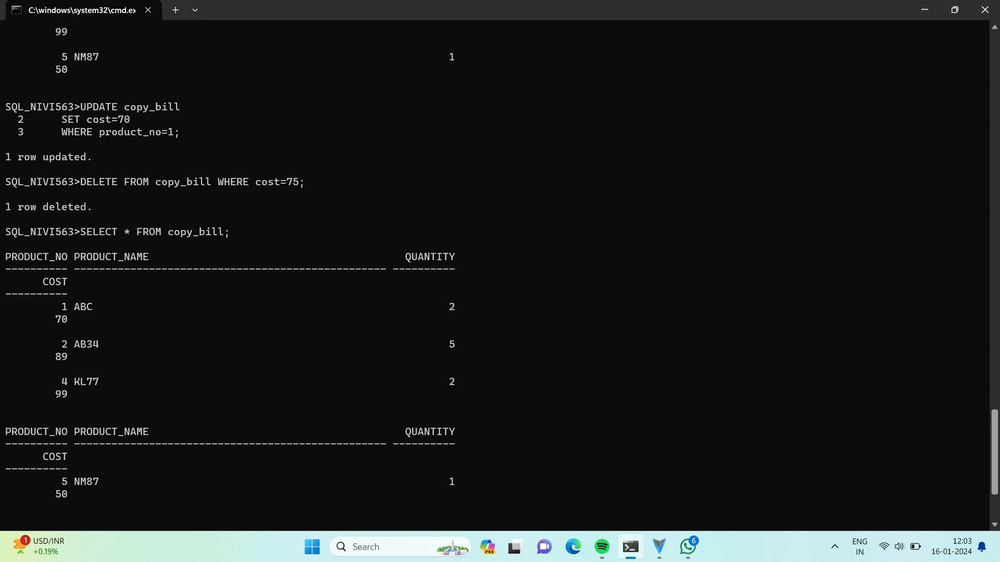 C:\windows\system32\cmd.ex
99
5 NM87 1
50
SQL_NIVI563>UPDATE copy_bill
2 SET cost=70
3 WHERE product_no=1;
1 row updated.
SQL_NIVI563>DELETE FROM copy_bill WHERE cost=75;
1 row deleted.
SQL_NIVI563>SELECT * FROM copy_bill;
PRODUCT_NO PRODUCT_NAME QUANTITY
---------- -------------------------------------------------- ----------
COST
----------
1 ABC 2
70
2 AB34 5
89
4 KL77 2
99
PRODUCT_NO PRODUCT_NAME QUANTITY
---------- -------------------------------------------------- ----------
COST
----------
5 NM87 1
50
1 USD/INR
+0.19%
Search
PRE
6
ENG
IN
12:03
16-01-2024